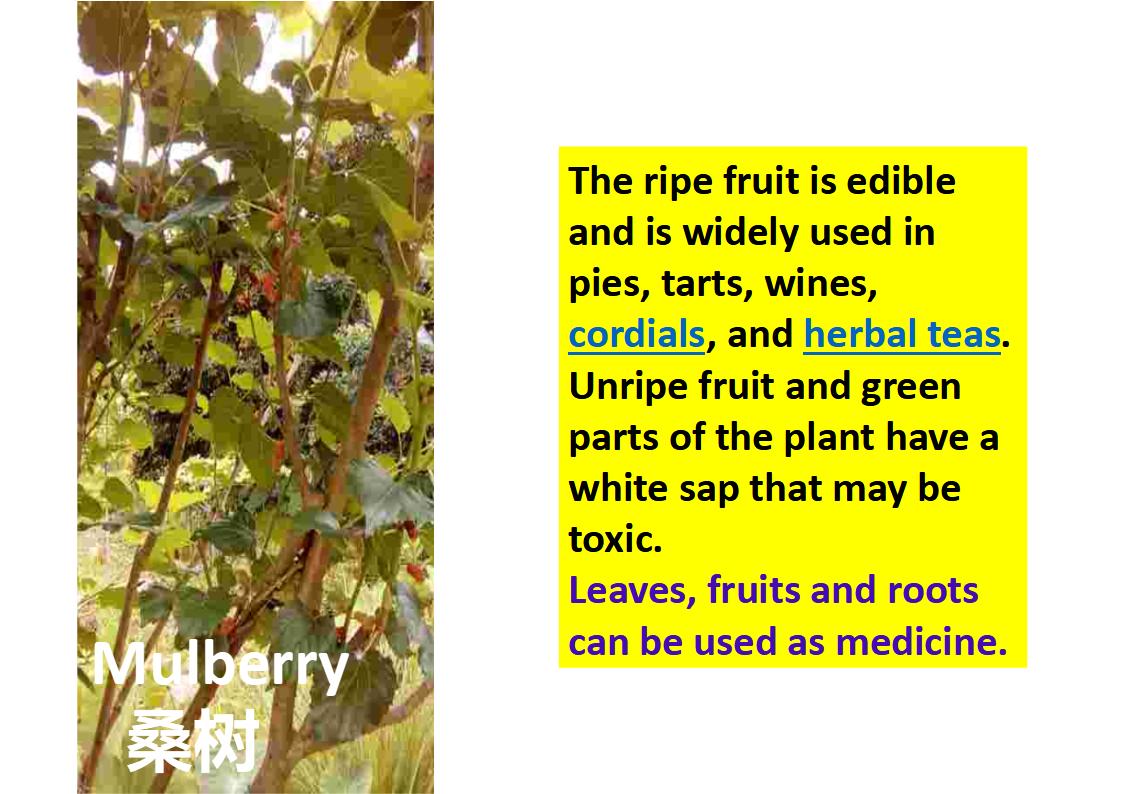 Mulberry
桑树
The ripe fruit is edible
and is widely used in
pies, tarts, wines,
cordials, and herbal teas.
Unripe fruit and green
parts of the plant have a
white sap that may be
toxic.
Leaves, fruits and roots
can be used as medicine.